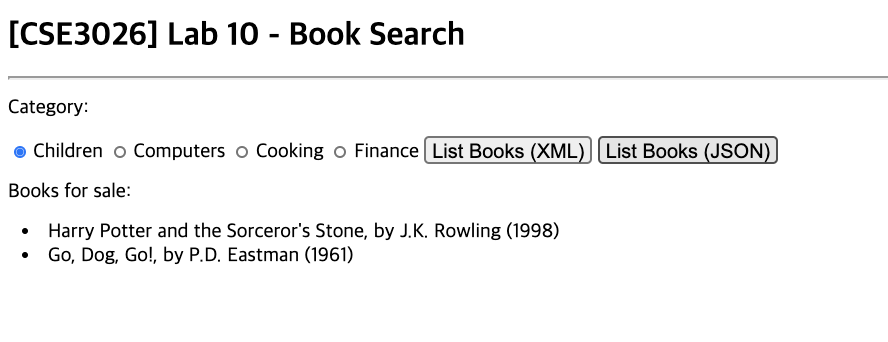 [CSE3026] Lab 10 - Book Search
Category:
Children Computers Cooking Finance List Books (XML) List Books (JSON)
Books for sale:
• Harry Potter and the Sorceror's Stone, by J.K. Rowling (1998)
• Go, Dog, Go!, by P.D. Eastman (1961)